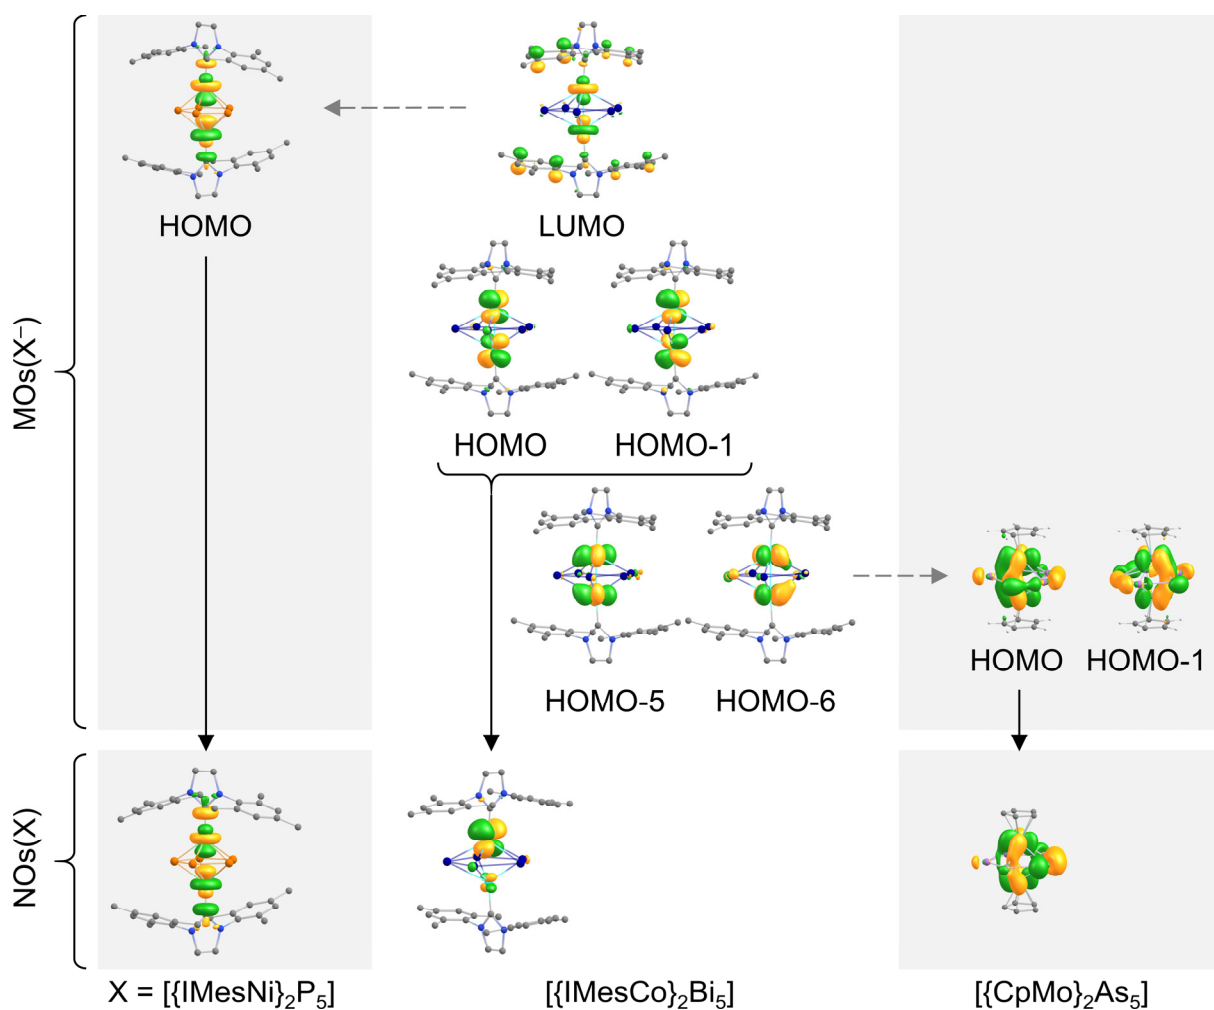 HOMO
LUMO
MOs(X⁻)
HOMO
HOMO-1
HOMO
HOMO-1
HOMO-5
HOMO-6
NOs(X)
X = [{IMesNi}₂P₅]
[{IMesCo}₂Bi₅]
[{CpMo}₂As₅]